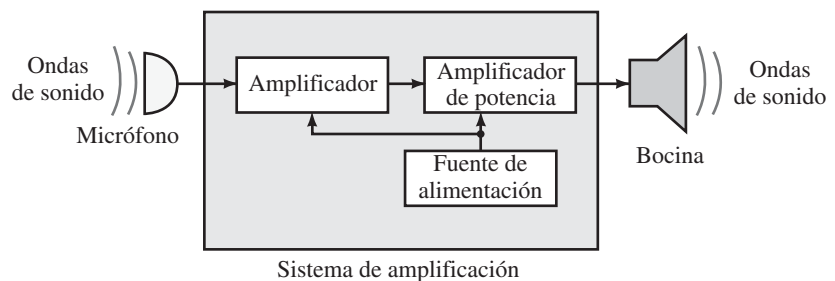 Ondas
de sonido
Micrófono
Amplificador
Amplificador
de potencia
Fuente de
alimentación
Bocina
Ondas
de sonido
Sistema de amplificación